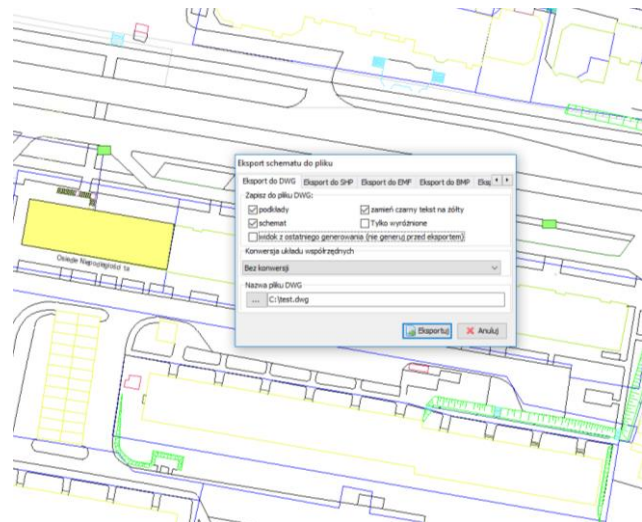 Eksport schematu do pliku
Eksport do DWG Eksport do SHP Eksport do EMF Eksport do BMP
Zapisz do pliku DWG:
podkłady zamień czarny tekst na żółty
schemat Tylko wyróżnione
widok z ostatniego generowania (nie generuj przed eksportem)
Konwersja układu współrzędnych
Bez konwersji
Nazwa pliku DWG
... C:\test.dwg
Eksportuj Anuluj
Osiedle Niepodległości